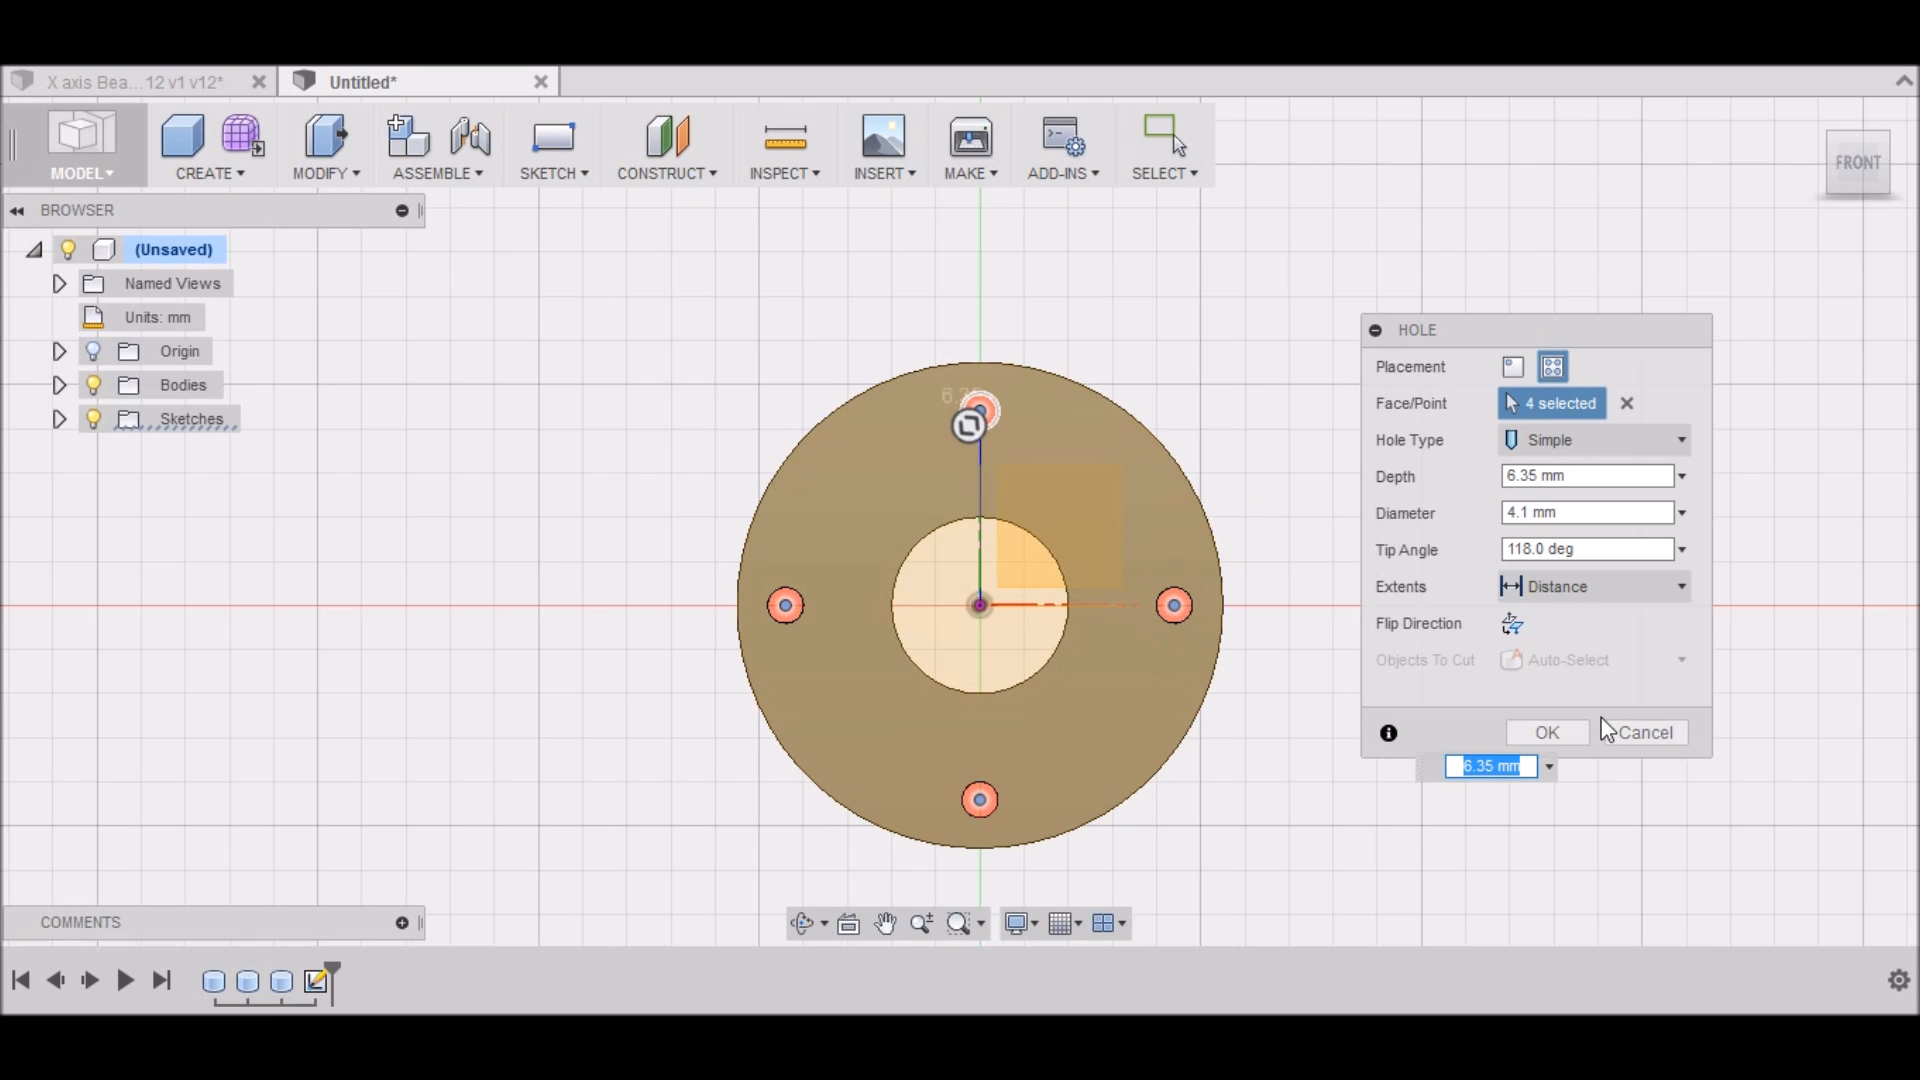 X axis Bea...12 v1 v12*
Untitled*
MODEL
CREATE
MODIFY
ASSEMBLE
SKETCH
CONSTRUCT
INSPECT
INSERT
MAKE
ADD-INS
SELECT
FRONT
BROWSER
(Unsaved)
Named Views
Units: mm
Origin
Bodies
Sketches
6.35
HOLE
Placement
Face/Point 4 selected
Hole Type Simple
Depth 6.35 mm
Diameter 4.1 mm
Tip Angle 118.0 deg
Extents Distance
Flip Direction
Objects To Cut Auto-Select
OK Cancel
6.35 mm
COMMENTS